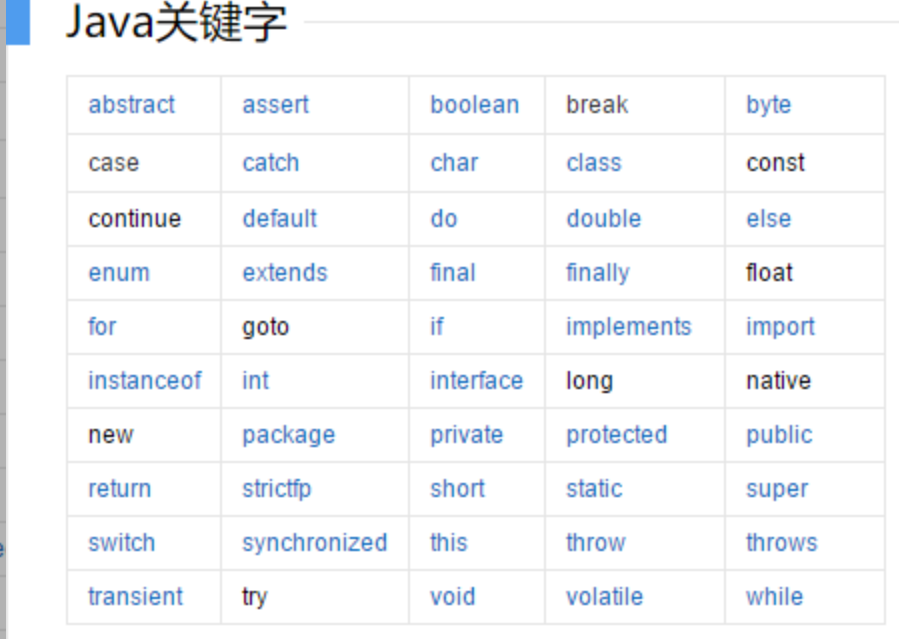 Java关键字
abstract assert boolean break byte
case catch char class const
continue default do double else
enum extends final finally float
for goto if implements import
instanceof int interface long native
new package private protected public
return strictfp short static super
switch synchronized this throw throws
transient try void volatile while